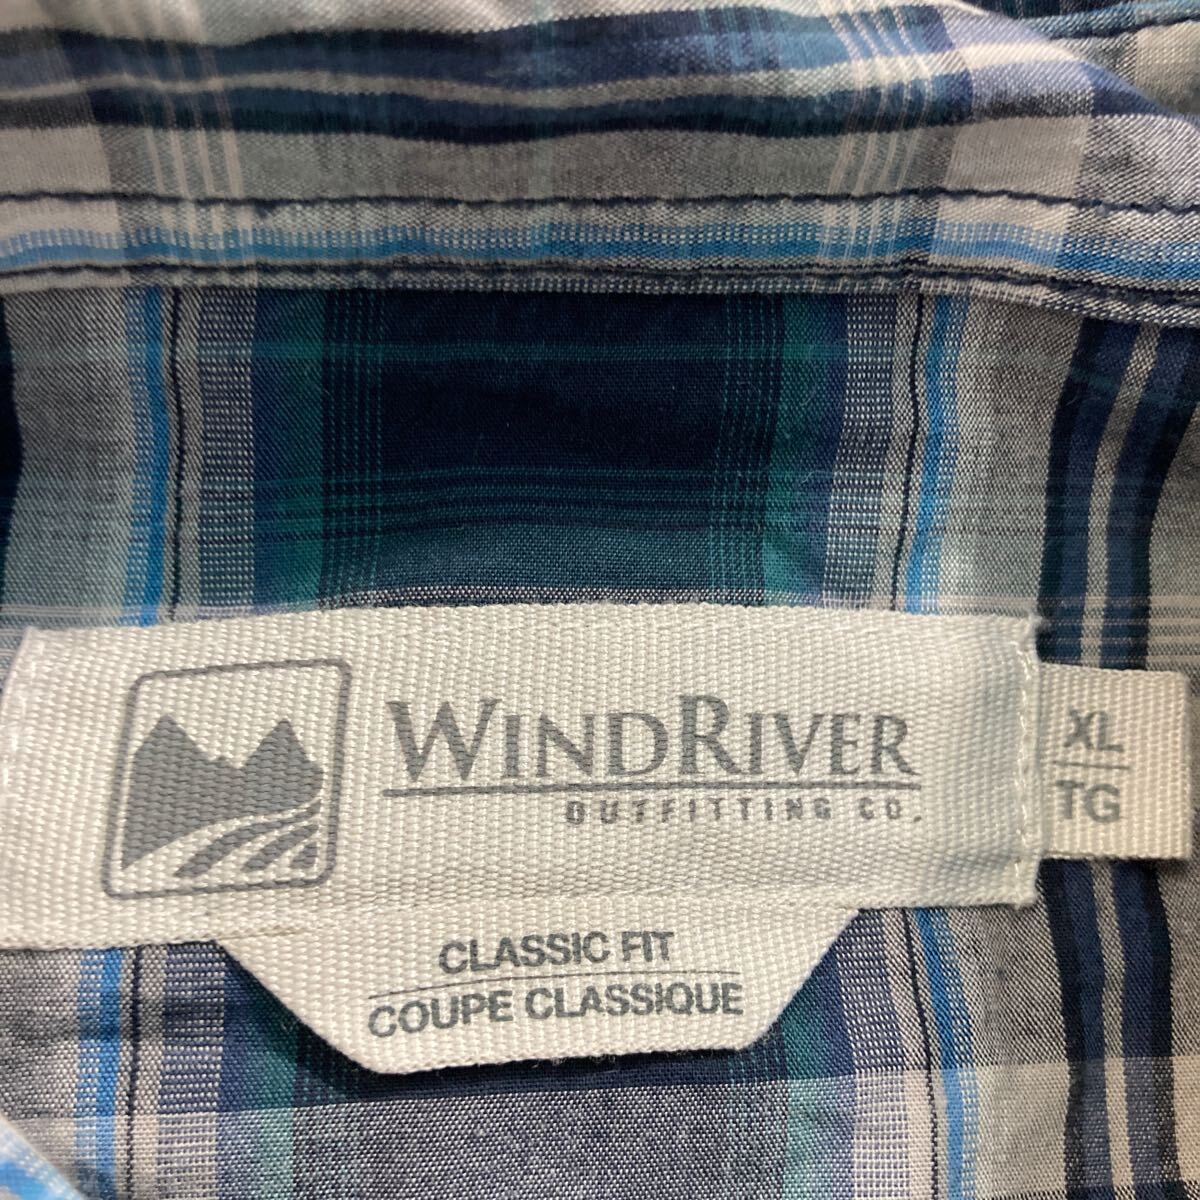 WINDRIVER
OUTFITTING CO.
XL
TG
CLASSIC FIT
COUPE CLASSIQUE